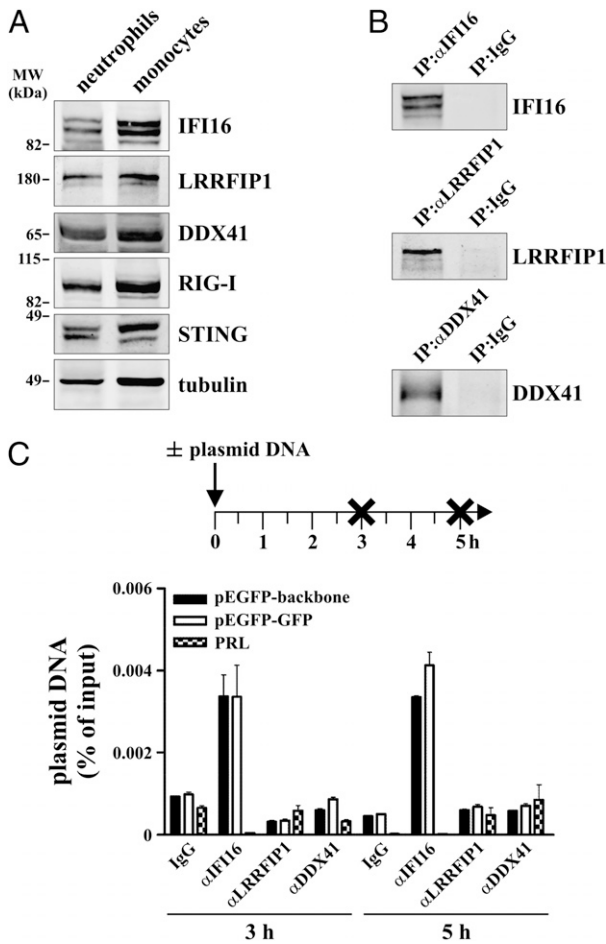 A
neutrophils
monocytes
MW
(kDa)
82–
IFI16
180–
LRRFIP1
65–
DDX41
115–
82–
RIG-I
49–
STING
49–
tubulin
B
IP:αIFI16
IP:IgG
IFI16
IP:αLRRFIP1
IP:IgG
LRRFIP1
IP:αDDX41
IP:IgG
DDX41
C
± plasmid DNA
0 1 2 3 4 5 h
plasmid DNA
(% of input)
0.006
0.004
0.002
0
pEGFP-backbone
pEGFP-GFP
PRL
IgG αIFI16 αLRRFIP1 αDDX41 IgG αIFI16 αLRRFIP1 αDDX41
3 h 5 h